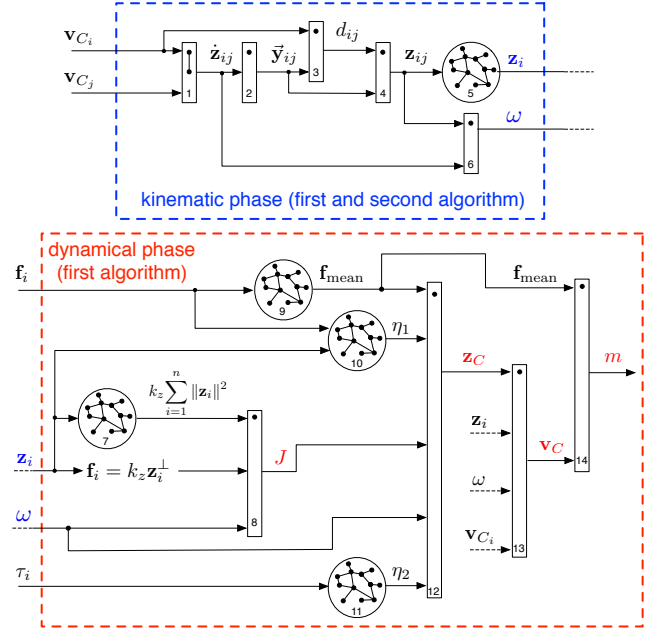 v_{C_i} ż_{ij} y⃗_{ij} d_{ij} z_{ij} z_i
v_{C_j} ω
1 2 3 4 5 6
kinematic phase (first and second algorithm)
dynamical phase
(first algorithm)
f_i f_mean f_mean
9
η_1
10
z_C m
k_z \sum_{i=1}^{n} ‖z_i‖^2
7
z_i
z_i f_i = k_z z_i^⊥ J v_C
14
ω 8 ω
v_{C_i}
13
τ_i η_2
11 12